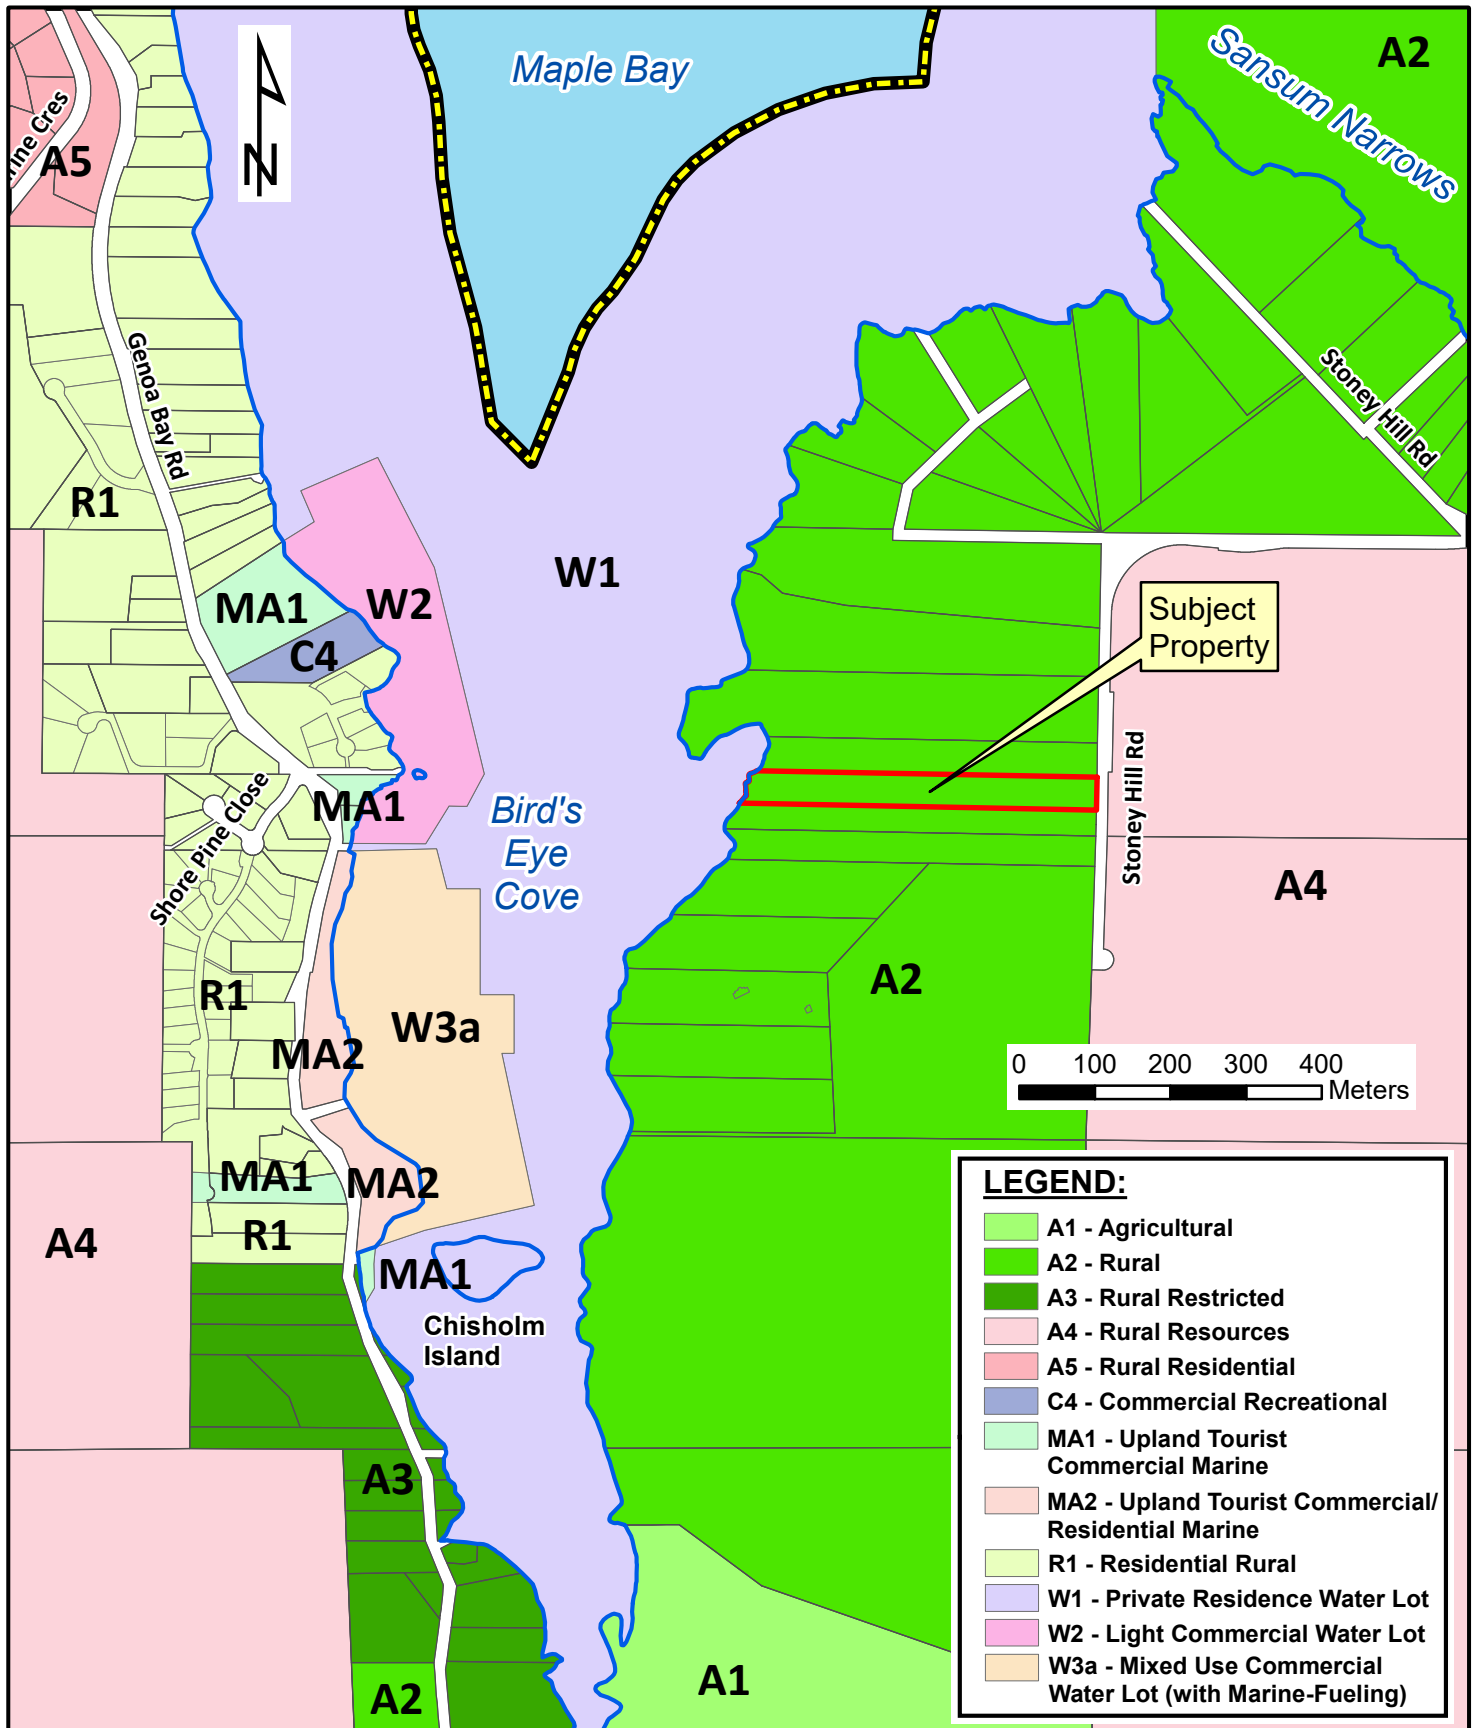 Maple Bay
A2
Sansum Narrows
rine Cres
A5
N
Genoa Bay Rd
Stoney Hill Rd
R1
W1
MA1
W2
C4
Subject
Property
Stoney Hill Rd
MA1
Shore Pine Close
Bird's
Eye
Cove
A4
A2
R1
W3a
MA2
0 100 200 300 400
Meters
MA1
MA2
R1
A4
MA1
Chisholm
Island
A3
A2
A1
LEGEND:
A1 - Agricultural
A2 - Rural
A3 - Rural Restricted
A4 - Rural Resources
A5 - Rural Residential
C4 - Commercial Recreational
MA1 - Upland Tourist
Commercial Marine
MA2 - Upland Tourist Commercial/
Residential Marine
R1 - Residential Rural
W1 - Private Residence Water Lot
W2 - Light Commercial Water Lot
W3a - Mixed Use Commercial
Water Lot (with Marine-Fueling)